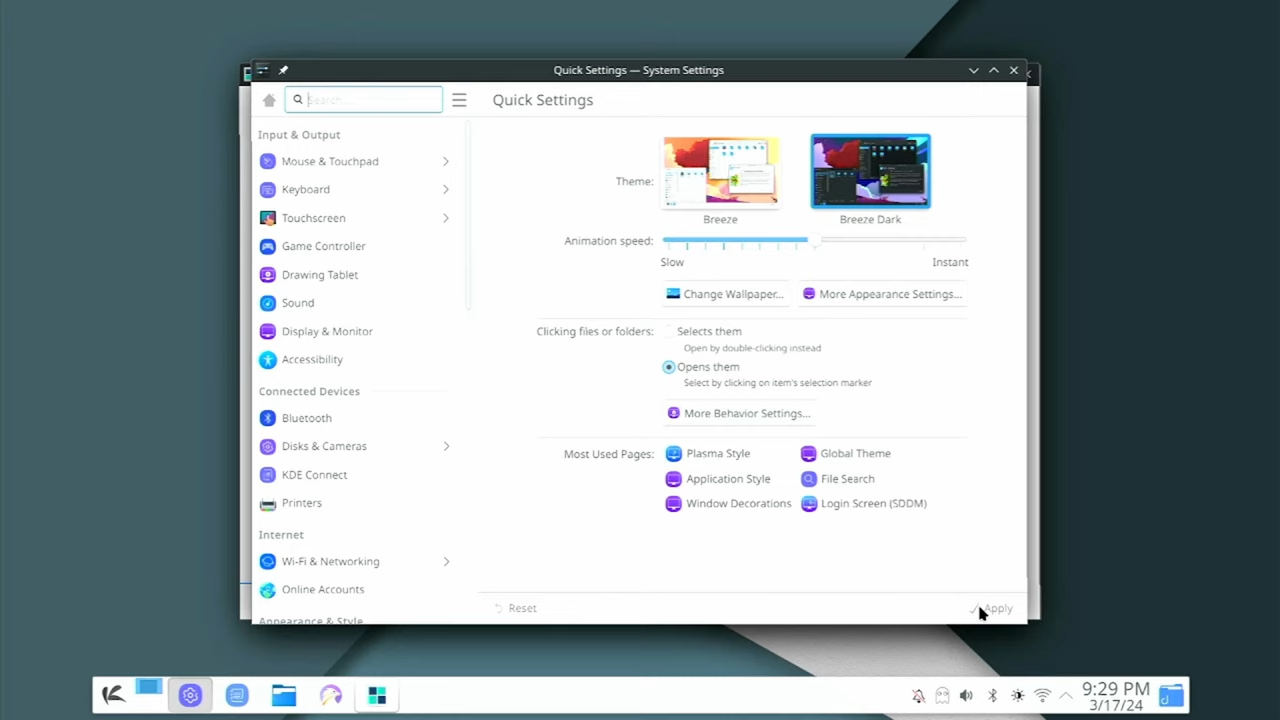 Quick Settings — System Settings
Search...
Quick Settings
Input & Output
Mouse & Touchpad
Keyboard
Touchscreen
Game Controller
Drawing Tablet
Sound
Display & Monitor
Accessibility
Connected Devices
Bluetooth
Disks & Cameras
KDE Connect
Printers
Internet
Wi-Fi & Networking
Online Accounts
Appearance & Style
Theme:
Breeze
Breeze Dark
Animation speed:
Slow
Instant
Change Wallpaper...
More Appearance Settings...
Clicking files or folders:
Selects them
Open by double-clicking instead
Opens them
Select by clicking on item's selection marker
More Behavior Settings...
Most Used Pages:
Plasma Style
Global Theme
Application Style
File Search
Window Decorations
Login Screen (SDDM)
Reset
Apply
9:29 PM
3/17/24